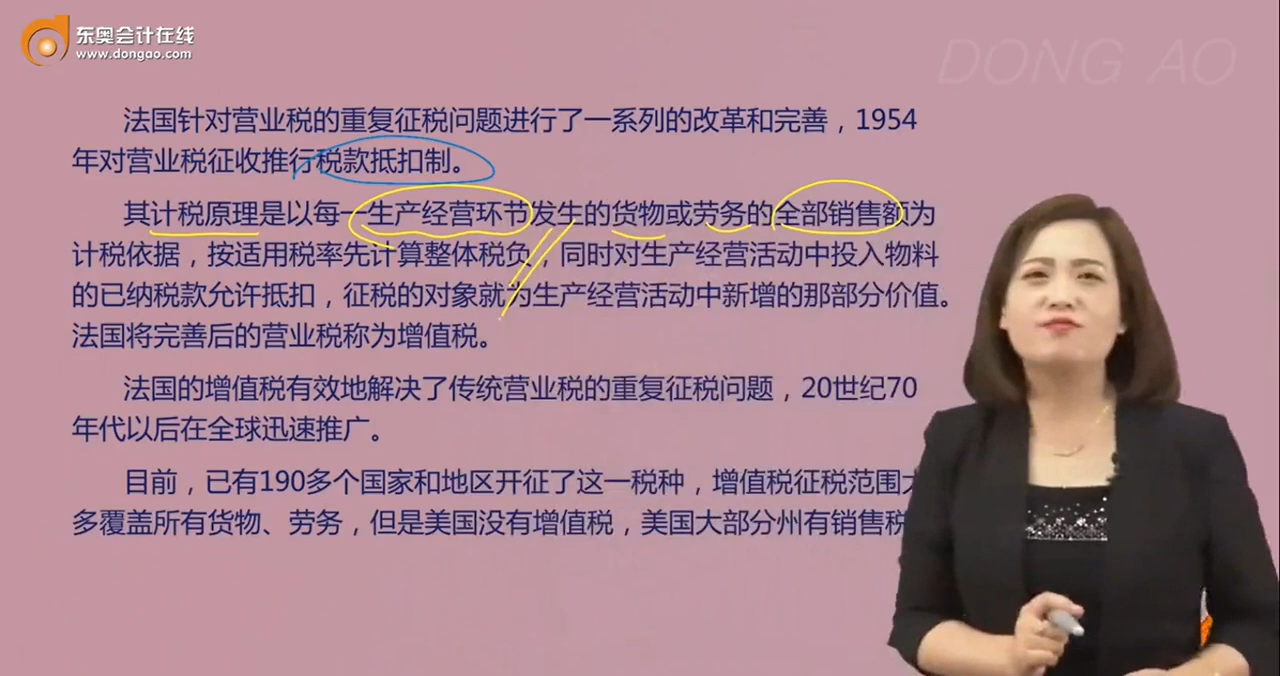 东奥会计在线
www.dongao.com
DONG AO
法国针对营业税的重复征税问题进行了一系列的改革和完善，1954
年对营业税征收推行税款抵扣制。
其计税原理是以每一生产经营环节发生的货物或劳务的全部销售额为
计税依据，按适用税率先计算整体税负，同时对生产经营活动中投入物料
的已纳税款允许抵扣，征税的对象就为生产经营活动中新增的那部分价值。
法国将完善后的营业税称为增值税。
法国的增值税有效地解决了传统营业税的重复征税问题，20世纪70
年代以后在全球迅速推广。
目前，已有190多个国家和地区开征了这一税种，增值税征税范围大
多覆盖所有货物、劳务，但是美国没有增值税，美国大部分州有销售税